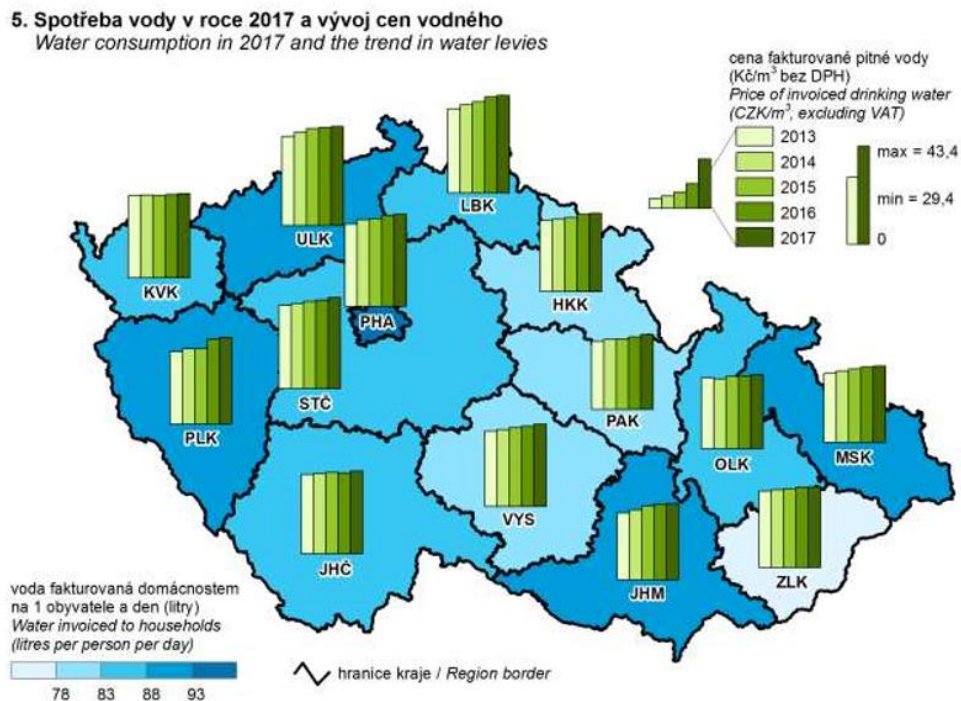 5. Spotřeba vody v roce 2017 a vývoj cen vodného
Water consumption in 2017 and the trend in water levies
cena fakturované pitné vody
(Kč/m³ bez DPH)
Price of invoiced drinking water
(CZK/m³, excluding VAT)
2013
2014
2015
2016
2017
max = 43,4
min = 29,4
0
LBK
ULK
KVK
HKK
PHA
STČ
PAK
PLK
MSK
OLK
VYS
JHČ
JHM
ZLK
voda fakturovaná domácnostem
na 1 obyvatele a den (litry)
Water invoiced to households
(litres per person per day)
78 83 88 93
hranice kraje / Region border